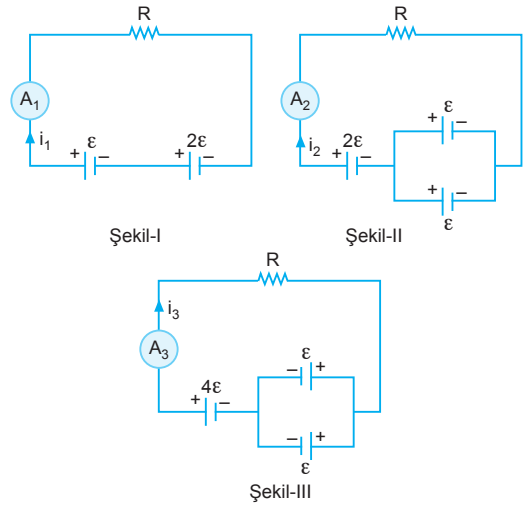 R R
A₁ A₂
i₁ ε 2ε i₂ 2ε ε
+ – + – + – + –
+ –
ε
Şekil-I Şekil-II
R
i₃
A₃
4ε ε
+ – – +
– +
ε
Şekil-III